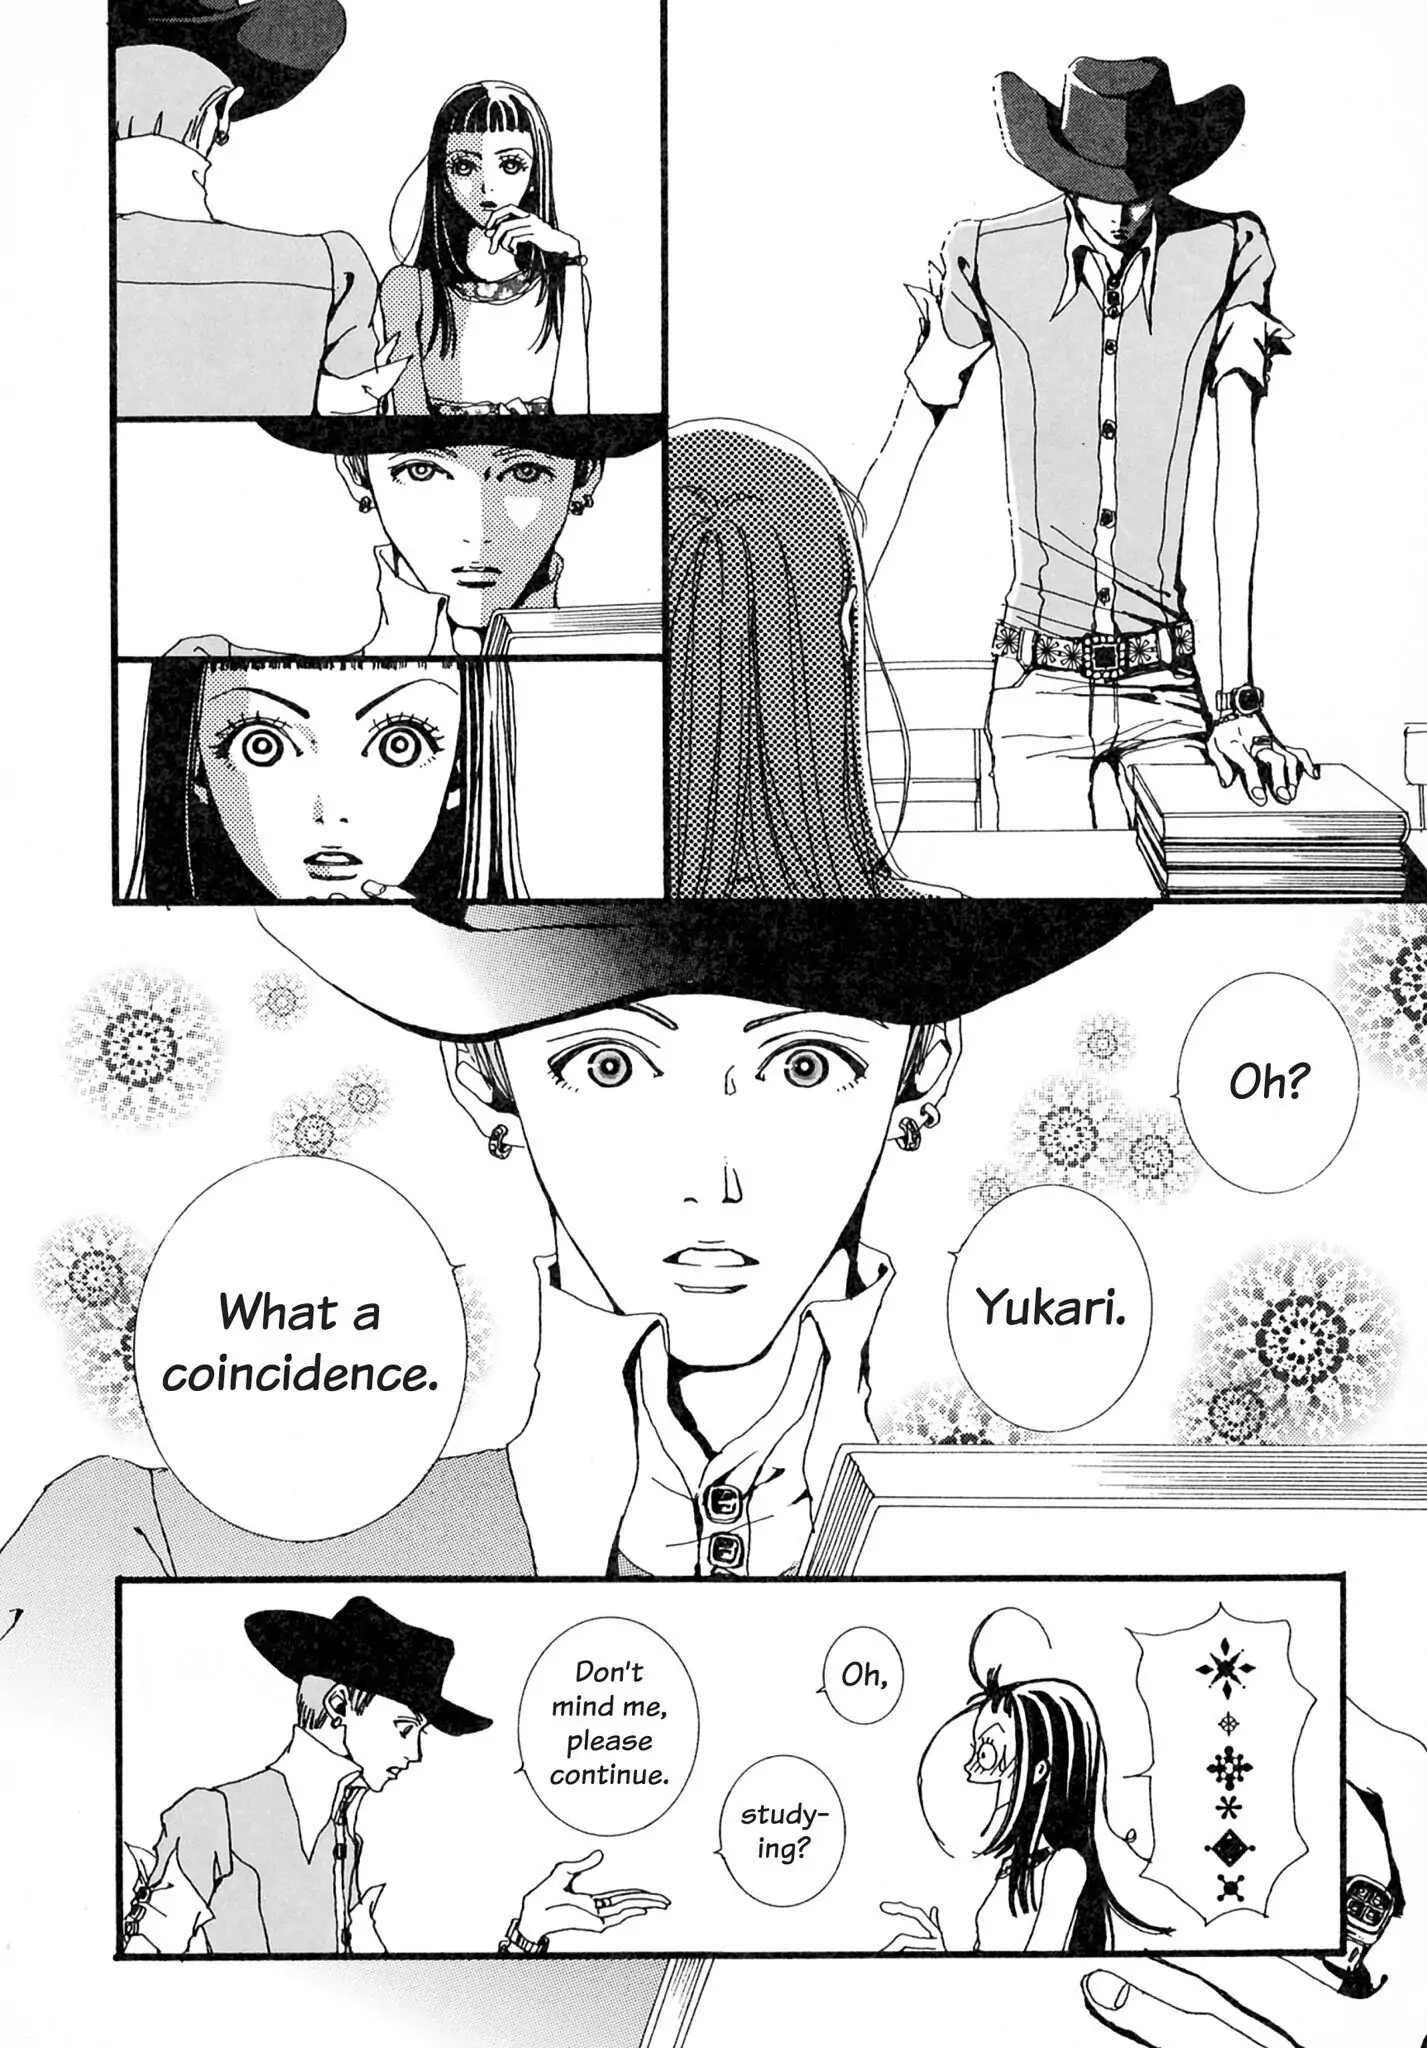 Oh?
Yukari.
What a
coincidence.
Oh,
study-
ing?
Don't
mind me,
please
continue.